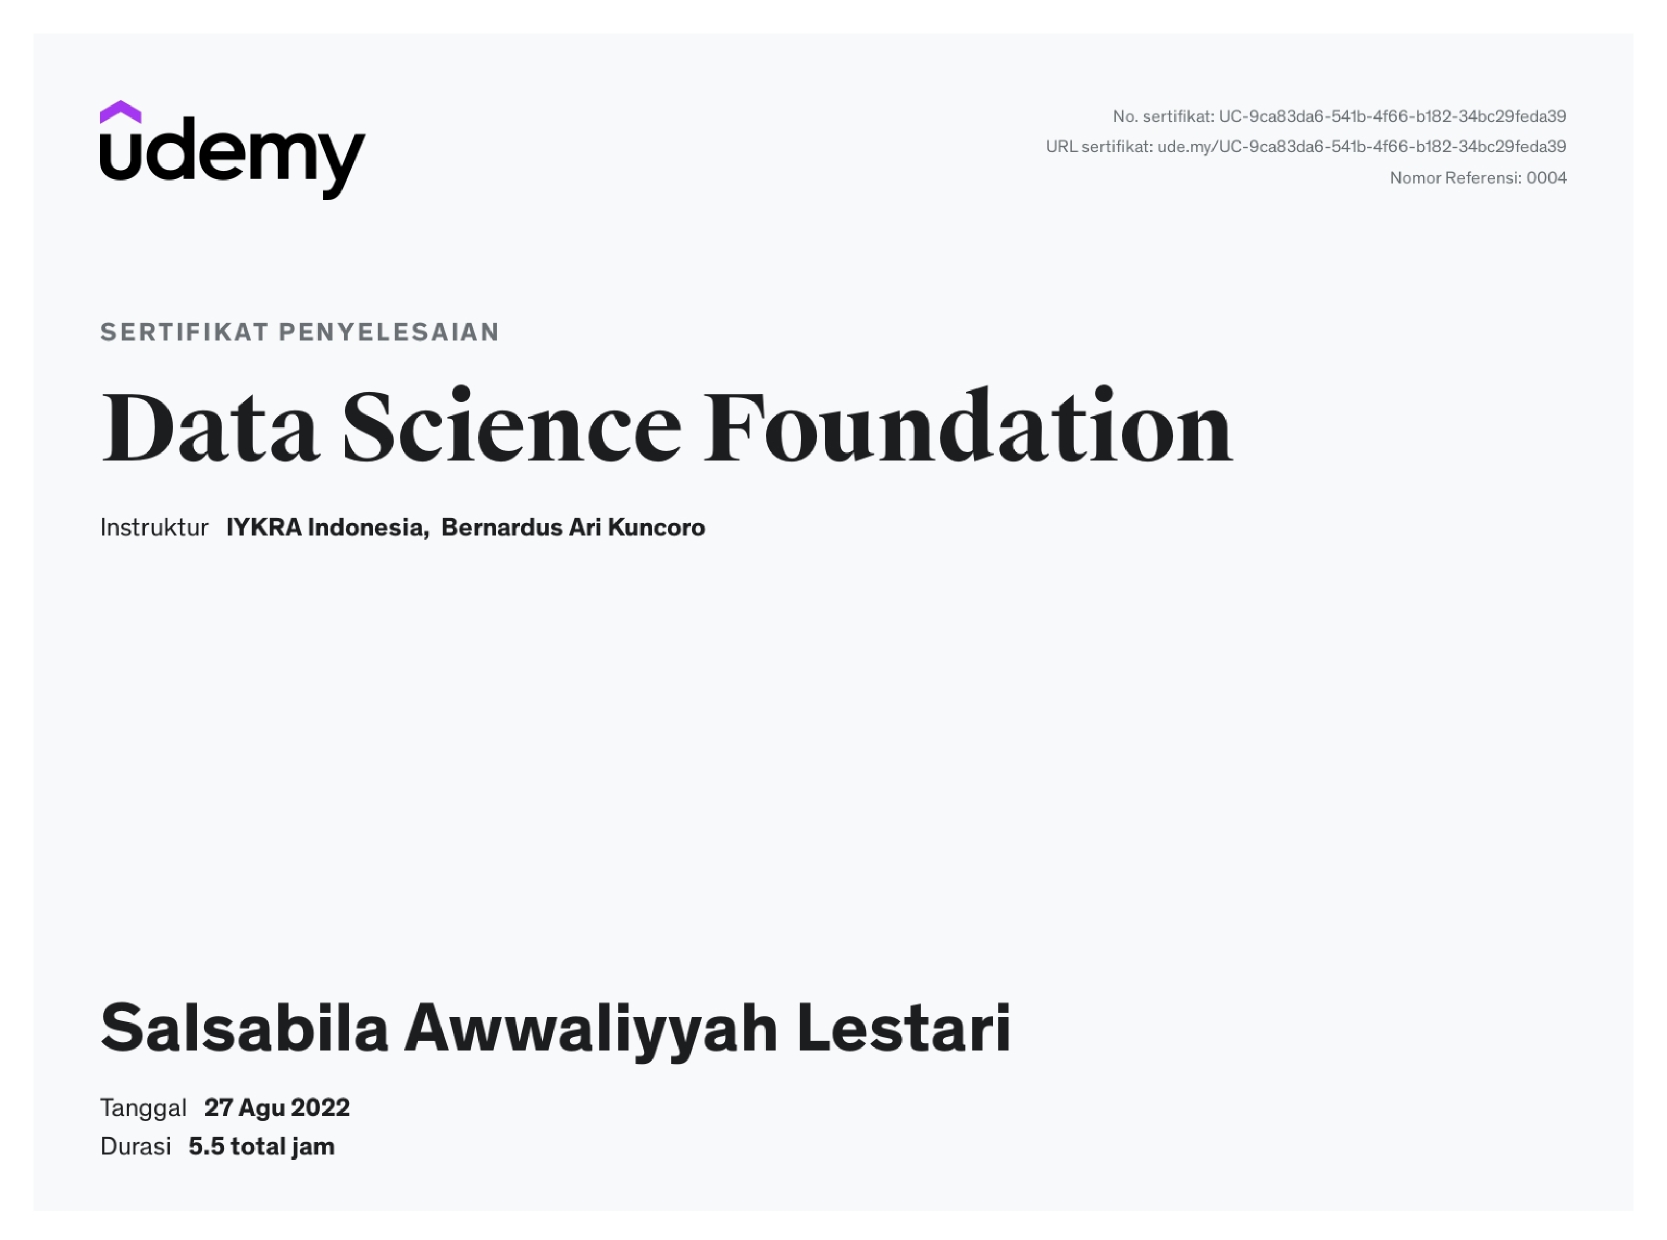 udemy
No. sertifikat: UC-9ca83da6-541b-4f66-b182-34bc29feda39
URL sertifikat: ude.my/UC-9ca83da6-541b-4f66-b182-34bc29feda39
Nomor Referensi: 0004
SERTIFIKAT PENYELESAIAN
Data Science Foundation
Instruktur IYKRA Indonesia, Bernardus Ari Kuncoro
Salsabila Awwaliyyah Lestari
Tanggal 27 Agu 2022
Durasi 5.5 total jam